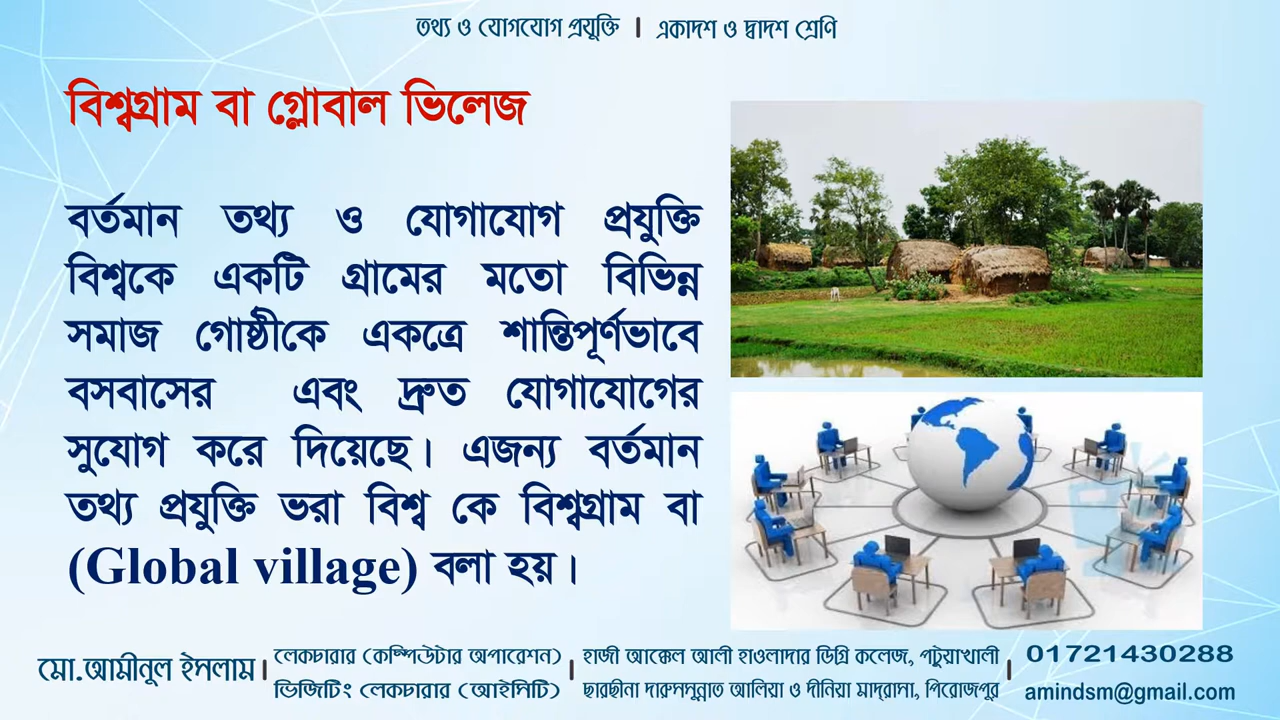 তথ্য ও যোগযোগ প্রযুক্তি | একাদশ ও দ্বাদশ শ্রেণি
বিশ্বগ্রাম বা গ্লোবাল ভিলেজ
বর্তমান তথ্য ও যোগাযোগ প্রযুক্তি
বিশ্বকে একটি গ্রামের মতো বিভিন্ন
সমাজ গোষ্ঠীকে একত্রে শান্তিপূর্ণভাবে
বসবাসের এবং দ্রুত যোগাযোগের
সুযোগ করে দিয়েছে। এজন্য বর্তমান
তথ্য প্রযুক্তি ভরা বিশ্ব কে বিশ্বগ্রাম বা
(Global village) বলা হয়।
মো.আমীনূল ইসলাম
লেকচারার (কম্পিউটার অপারেশন)
ভিজিটিং লেকচারার (আইসিটি)
হাজী আক্কেল আলী হাওলাদার ডিগ্রি কলেজ, পটুয়াখালী
ছারছীনা দারুসসুন্নাত আলিয়া ও দীনিয়া মাদ্রাসা, পিরোজপুর
01721430288
amindsm@gmail.com